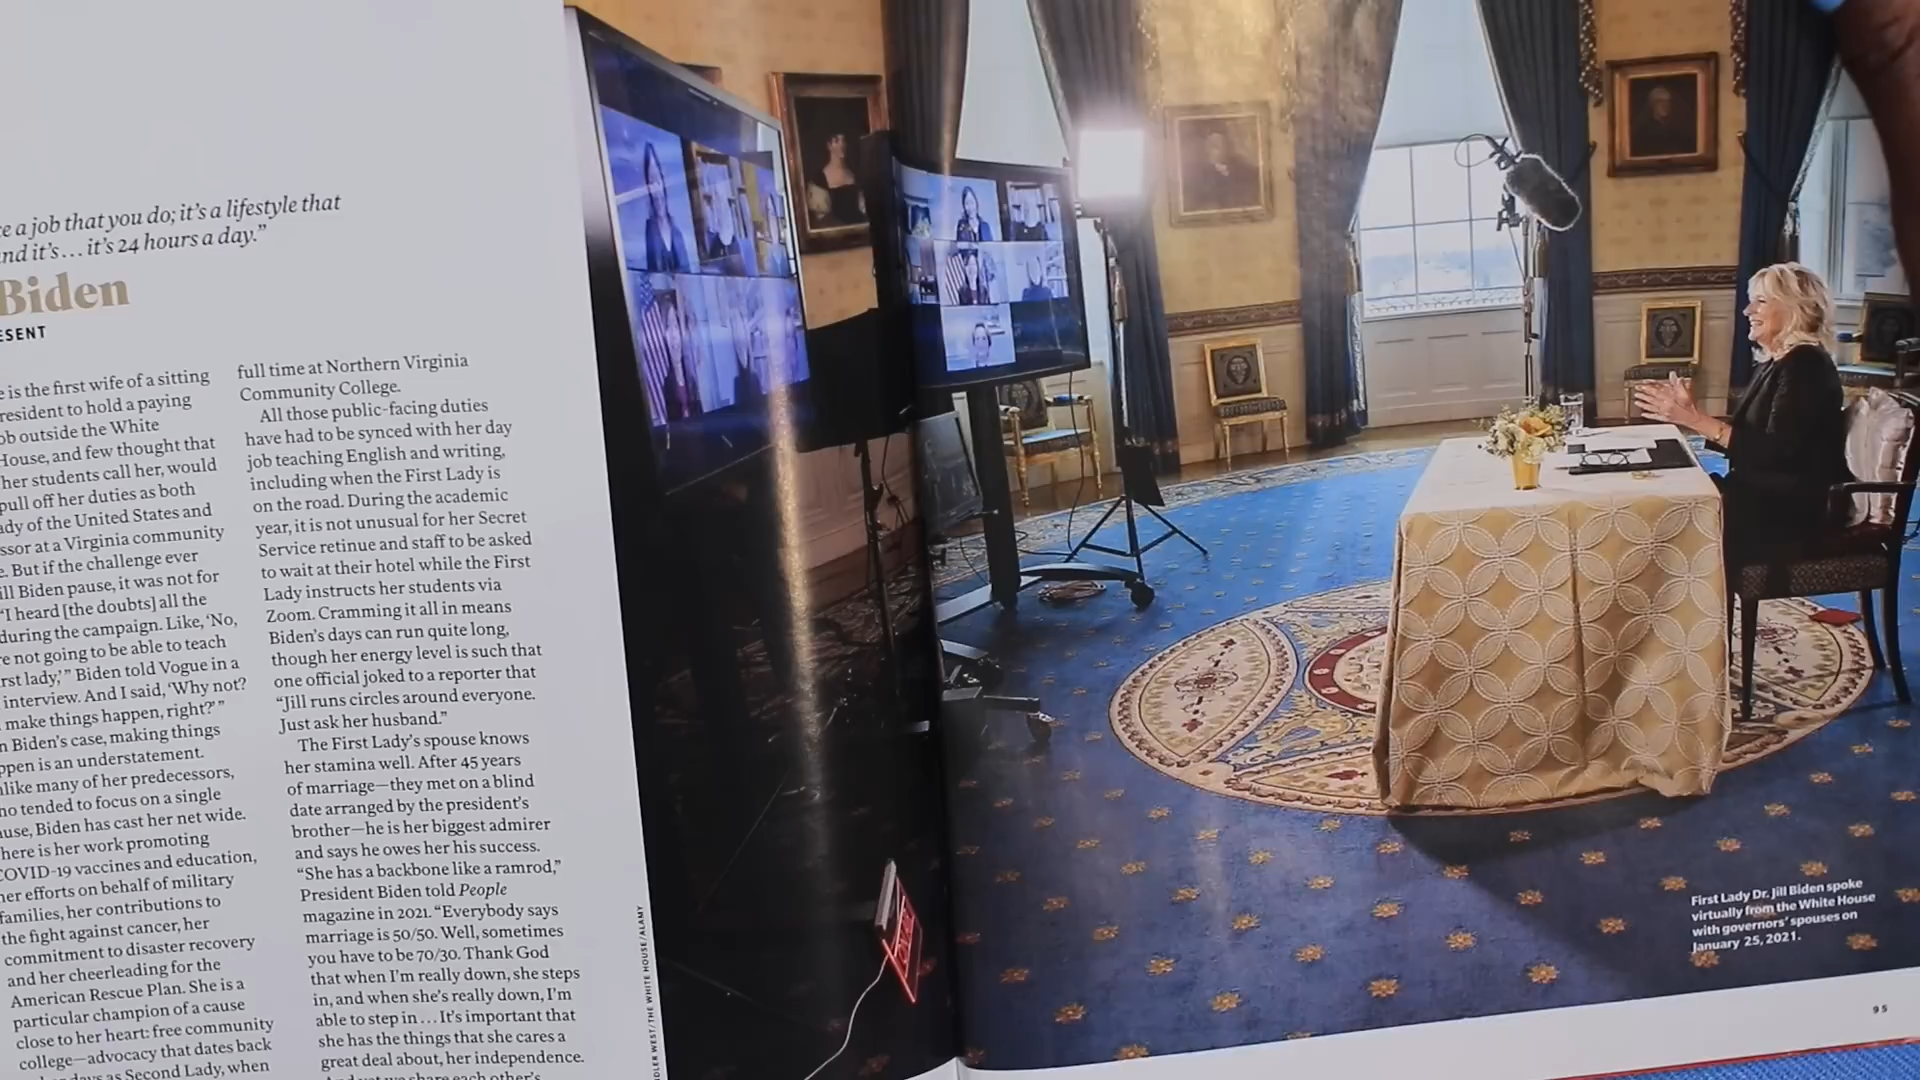 e a job that you do; it's a lifestyle that
nd it's... it's 24 hours a day."
Biden
ESENT
e is the first wife of a sitting
resident to hold a paying
ob outside the White
House, and few thought that
her students call her, would
pull off her duties as both
ady of the United States and
ssor at a Virginia community
e. But if the challenge ever
ill Biden pause, it was not for
"I heard [the doubts] all the
during the campaign. Like, 'No,
re not going to be able to teach
rst lady,'" Biden told Vogue in a
interview. And I said, 'Why not?
make things happen, right?'"
n Biden's case, making things
ppen is an understatement.
nlike many of her predecessors,
ho tended to focus on a single
ause, Biden has cast her net wide.
here is her work promoting
COVID-19 vaccines and education,
her efforts on behalf of military
families, her contributions to
the fight against cancer, her
commitment to disaster recovery
and her cheerleading for the
American Rescue Plan. She is a
particular champion of a cause
close to her heart: free community
college—advocacy that dates back
days as Second Lady, when
full time at Northern Virginia
Community College.
All those public-facing duties
have had to be synced with her day
job teaching English and writing,
including when the First Lady is
on the road. During the academic
year, it is not unusual for her Secret
Service retinue and staff to be asked
to wait at their hotel while the First
Lady instructs her students via
Zoom. Cramming it all in means
Biden's days can run quite long,
though her energy level is such that
one official joked to a reporter that
"Jill runs circles around everyone.
Just ask her husband."
The First Lady's spouse knows
her stamina well. After 45 years
of marriage—they met on a blind
date arranged by the president's
brother—he is her biggest admirer
and says he owes her his success.
"She has a backbone like a ramrod,"
President Biden told People
magazine in 2021. "Everybody says
marriage is 50/50. Well, sometimes
you have to be 70/30. Thank God
that when I'm really down, she steps
in, and when she's really down, I'm
able to step in... It's important that
she has the things that she cares a
great deal about, her independence.
And yet we share each other's
DLER WEST/THE WHITE HOUSE/ALAMY
First Lady Dr. Jill Biden spoke
virtually from the White House
with governors' spouses on
January 25, 2021.
95